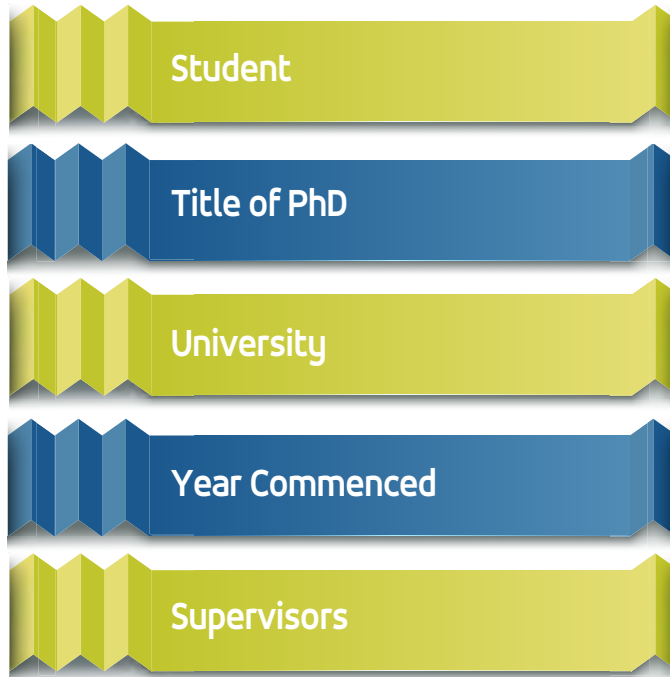 Student
Title of PhD
University
Year Commenced
Supervisors